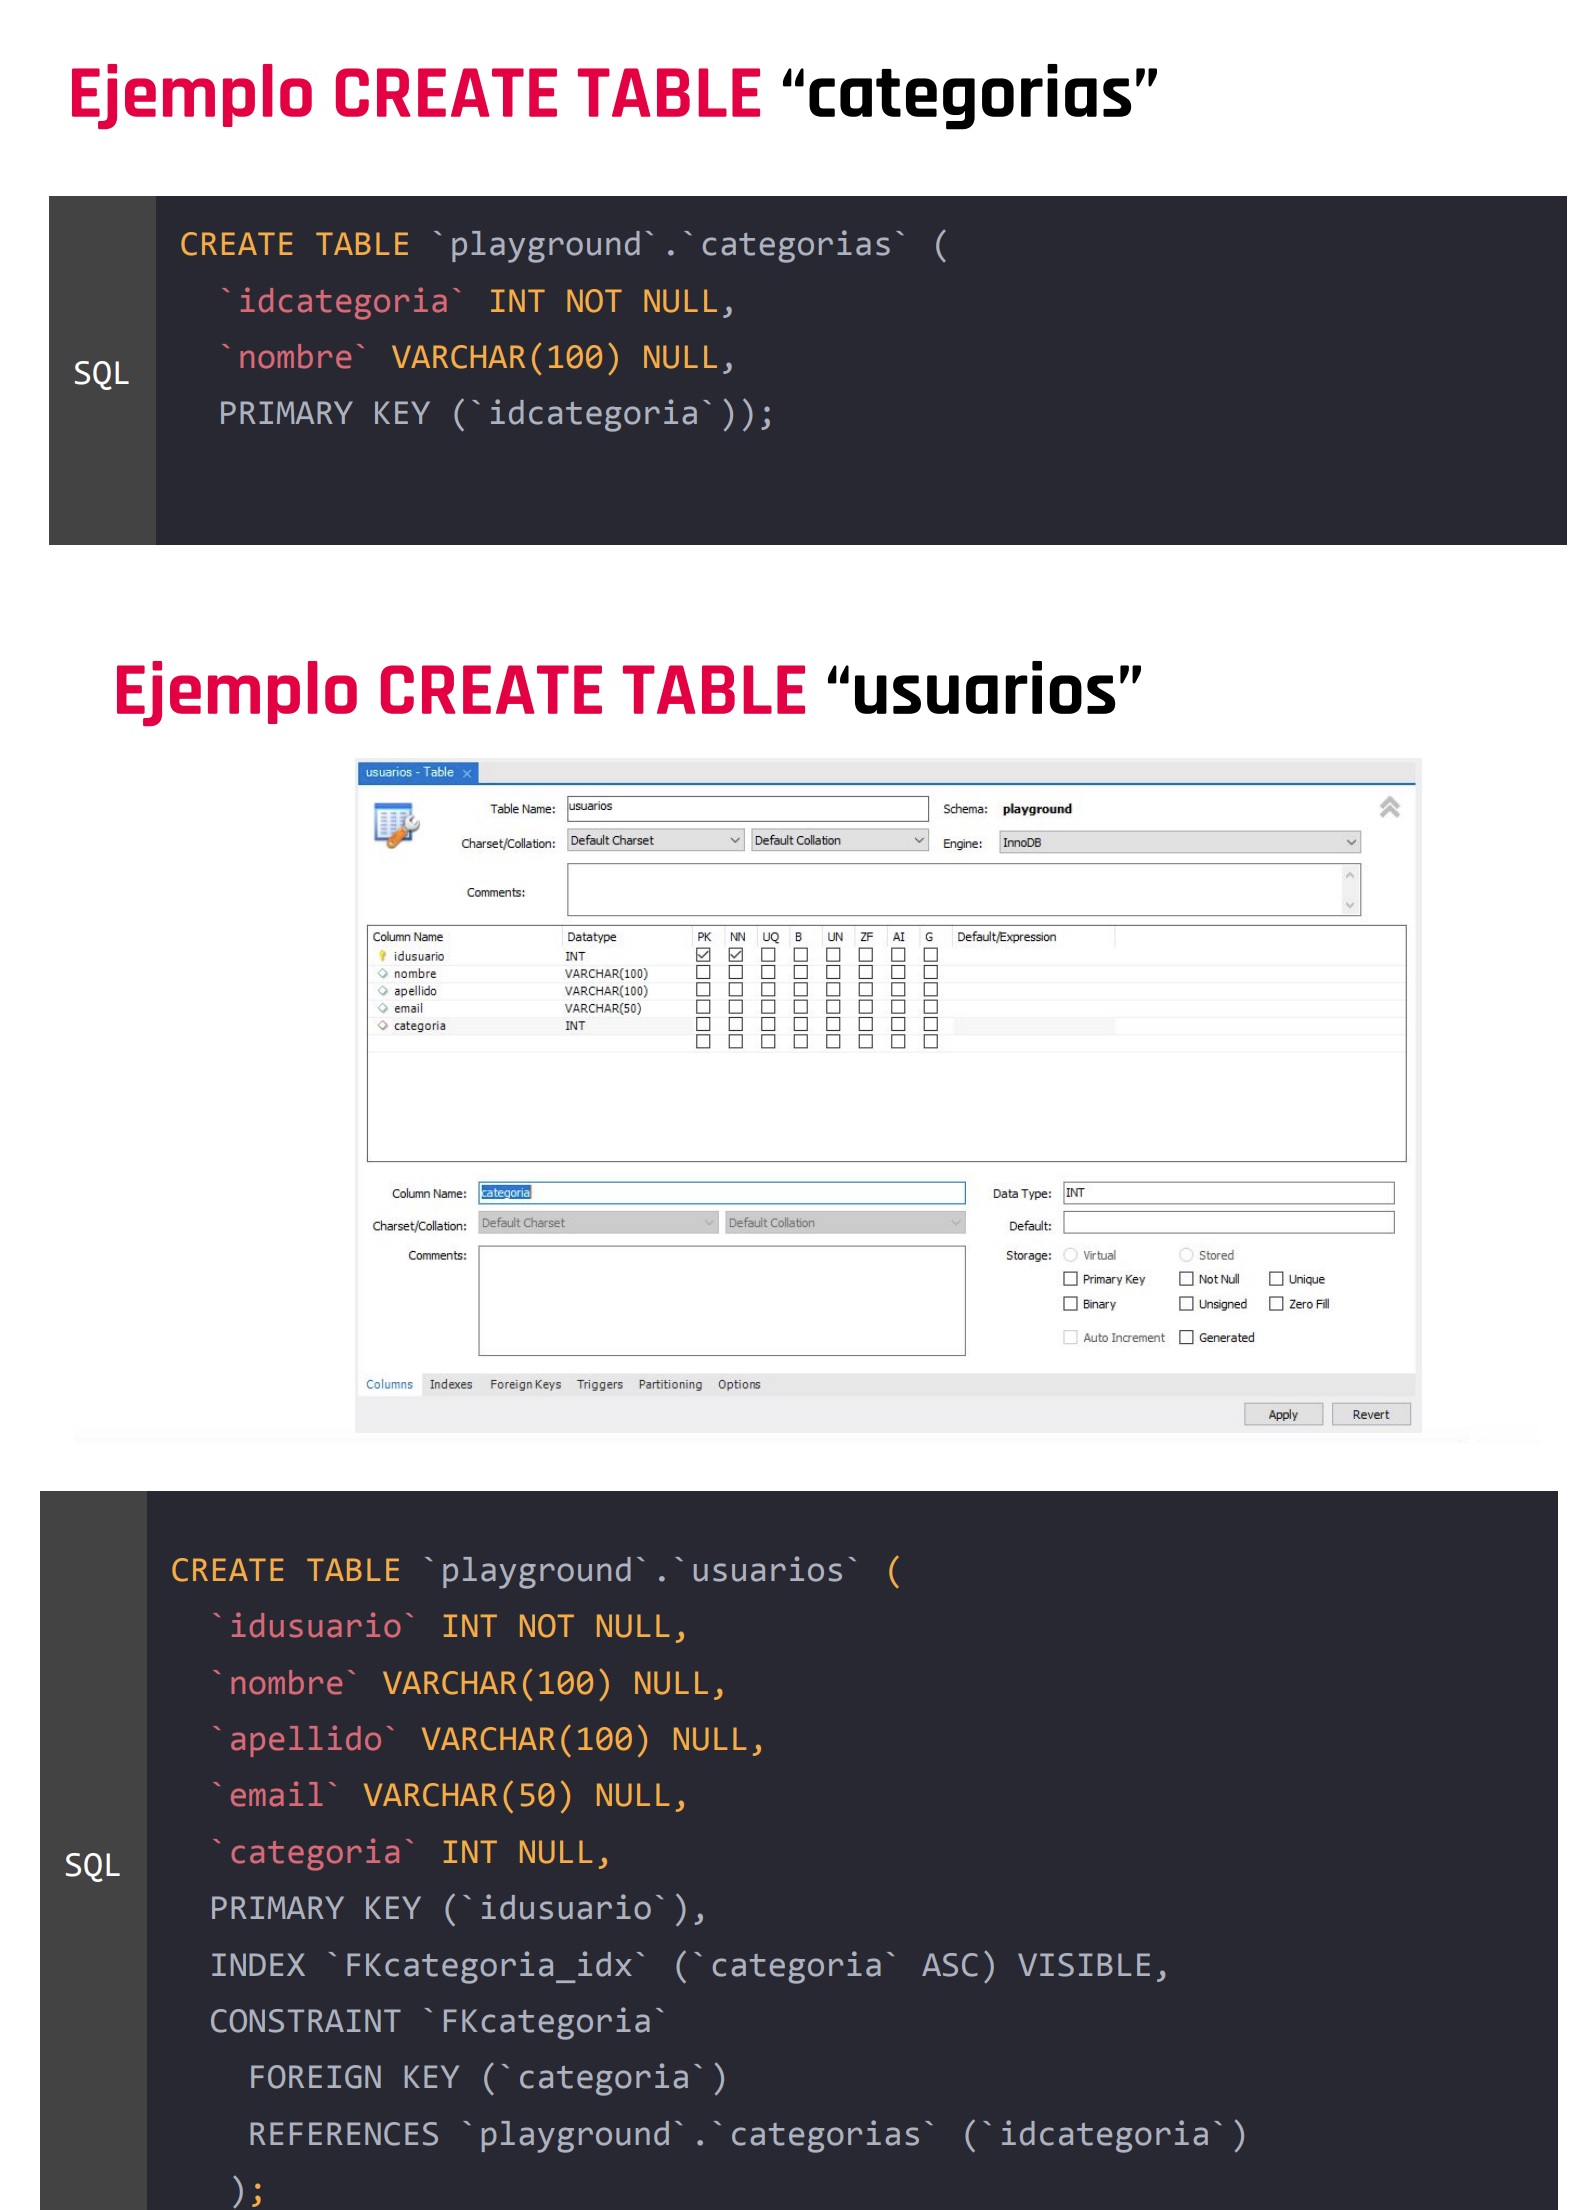 Ejemplo CREATE TABLE “categorias”
SQL
CREATE TABLE `playground`.`categorias` (
`idcategoria` INT NOT NULL,
`nombre` VARCHAR(100) NULL,
PRIMARY KEY (`idcategoria`));
Ejemplo CREATE TABLE “usuarios”
usuarios - Table ×
Table Name: usuarios Schema: playground
Charset/Collation: Default Charset Default Collation Engine: InnoDB
Comments:
Column Name Datatype PK NN UQ B UN ZF AI G Default/Expression
idusuario INT
nombre VARCHAR(100)
apellido VARCHAR(100)
email VARCHAR(50)
categoria INT
Column Name: categoria Data Type: INT
Charset/Collation: Default Charset Default Collation Default:
Comments: Storage: Virtual Stored
Primary Key Not Null Unique
Binary Unsigned Zero Fill
Auto Increment Generated
Columns Indexes Foreign Keys Triggers Partitioning Options
Apply Revert
SQL
CREATE TABLE `playground`.`usuarios` (
`idusuario` INT NOT NULL,
`nombre` VARCHAR(100) NULL,
`apellido` VARCHAR(100) NULL,
`email` VARCHAR(50) NULL,
`categoria` INT NULL,
PRIMARY KEY (`idusuario`),
INDEX `FKcategoria_idx` (`categoria` ASC) VISIBLE,
CONSTRAINT `FKcategoria`
FOREIGN KEY (`categoria`)
REFERENCES `playground`.`categorias` (`idcategoria`)
);